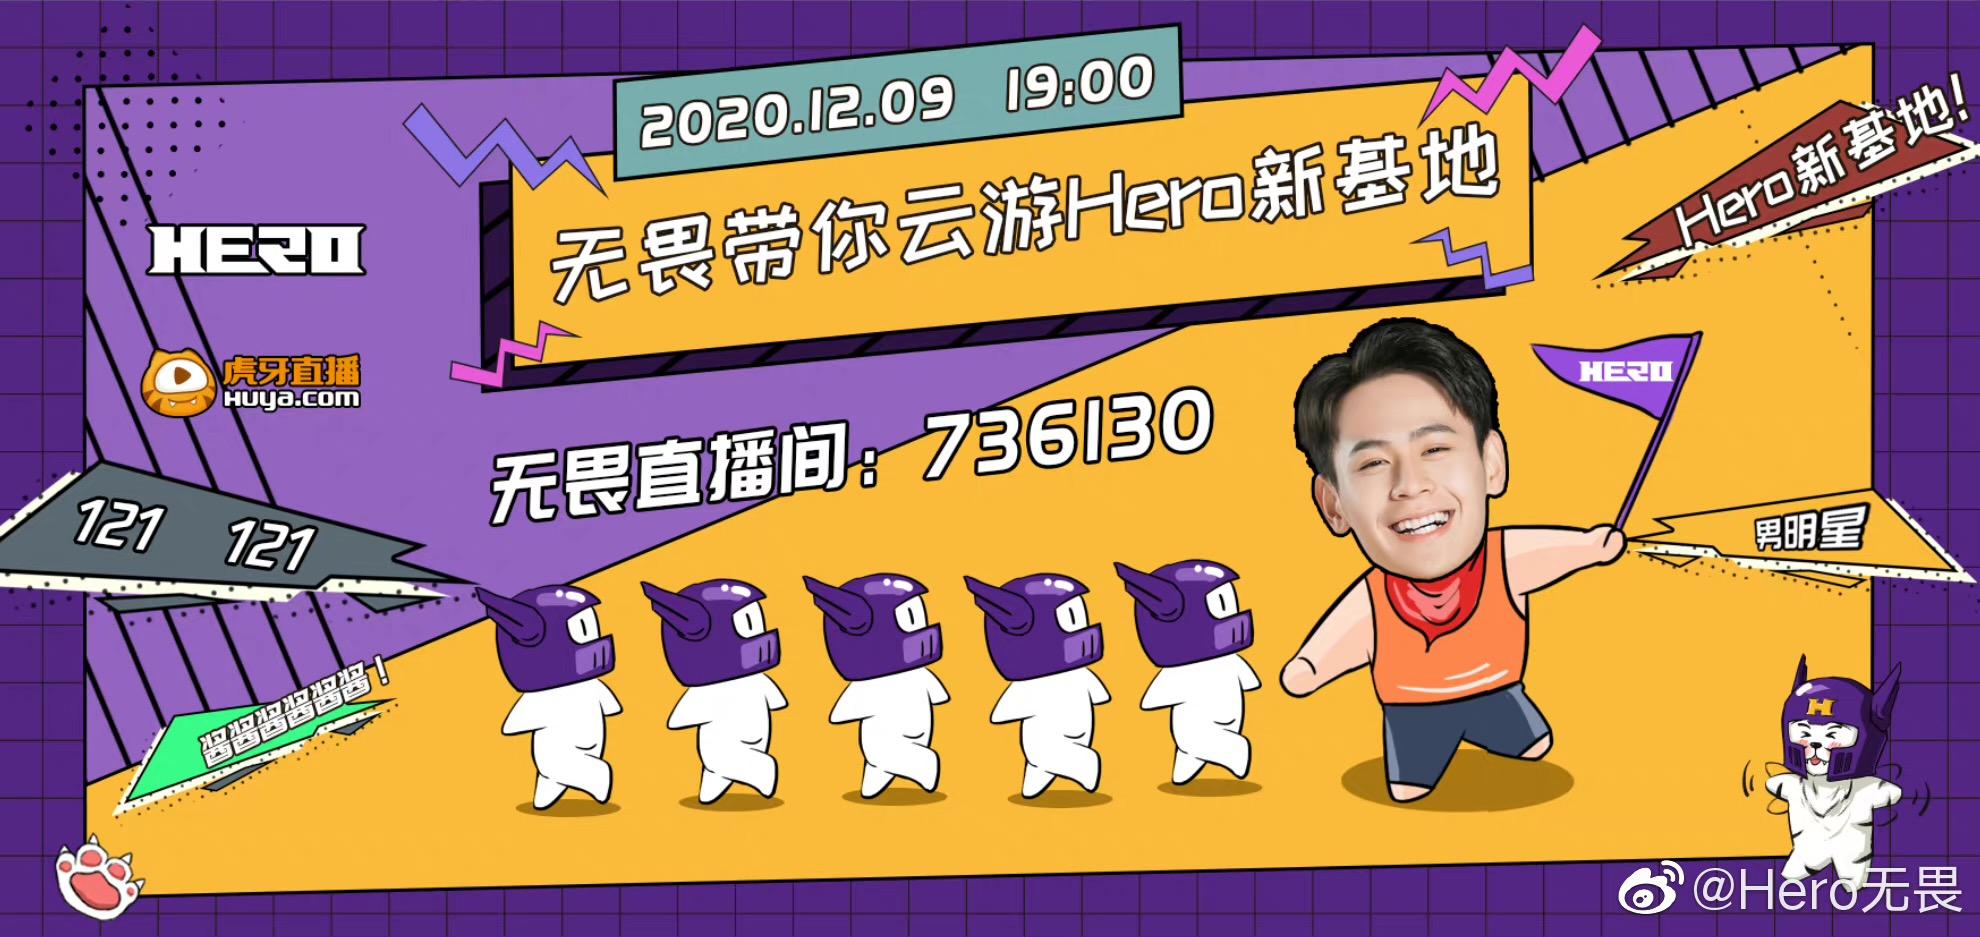 2020.12.09 19:00
无畏带你云游Hero新基地
Hero新基地!
HERO
虎牙直播
HUYA.com
HERO
无畏直播间：736130
121 121
男明星
酱酱酱酱酱酱！
H
@Hero无畏